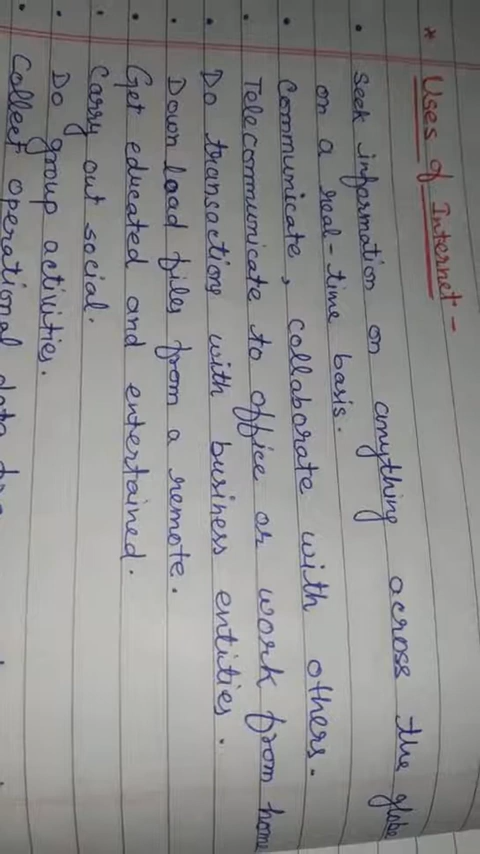 * Uses of Internet -
• Seek information on anything across the globe
on a real-time basis.
• Communicate, collaborate with others.
• Telecommunicate to office or work from home
• Do transactions with business entities.
• Down load files from a remote.
• Get educated and entertained.
• Carry out social.
• Do group activities.
• Collect operational data